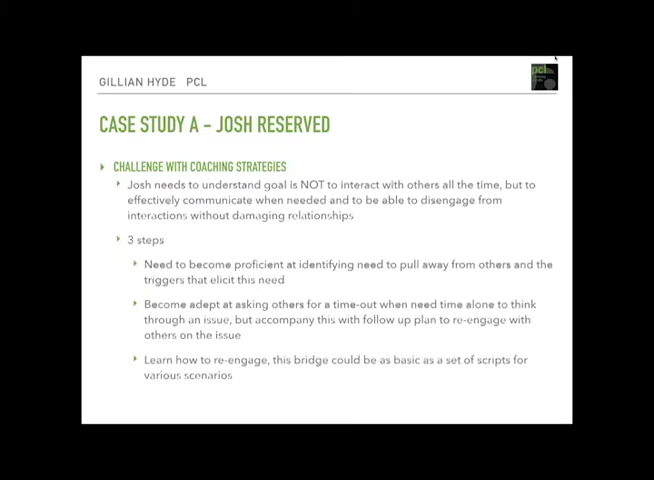 GILLIAN HYDE PCL
pcl
CASE STUDY A – JOSH RESERVED
CHALLENGE WITH COACHING STRATEGIES
Josh needs to understand goal is NOT to interact with others all the time, but to
effectively communicate when needed and to be able to disengage from
interactions without damaging relationships
3 steps
Need to become proficient at identifying need to pull away from others and the
triggers that elicit this need
Become adept at asking others for a time-out when need time alone to think
through an issue, but accompany this with follow up plan to re-engage with
others on the issue
Learn how to re-engage, this bridge could be as basic as a set of scripts for
various scenarios